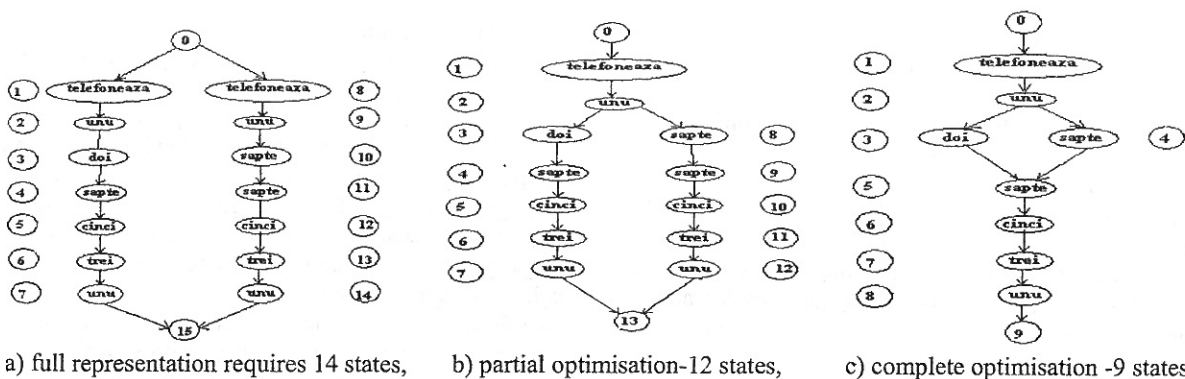 0
1 telefoneaza telefoneaza 8
2 unu unu 9
3 doi sapte 10
4 sapte sapte 11
5 cinci cinci 12
6 trei trei 13
7 unu unu 14
15
a) full representation requires 14 states,
0
1 telefoneaza
2 unu
3 doi sapte 8
4 sapte sapte 9
5 cinci cinci 10
6 trei trei 11
7 unu unu 12
13
b) partial optimisation-12 states,
0
1 telefoneaza
2 unu
3 doi sapte 4
5 sapte
6 cinci
7 trei
8 unu
9
c) complete optimisation -9 states